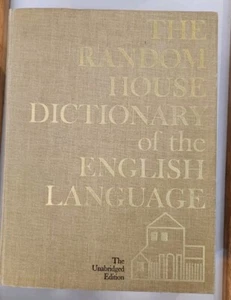 THE
RANDOM
HOUSE
DICTIONARY
of the
ENGLISH
LANGUAGE
The
Unabridged
Edition